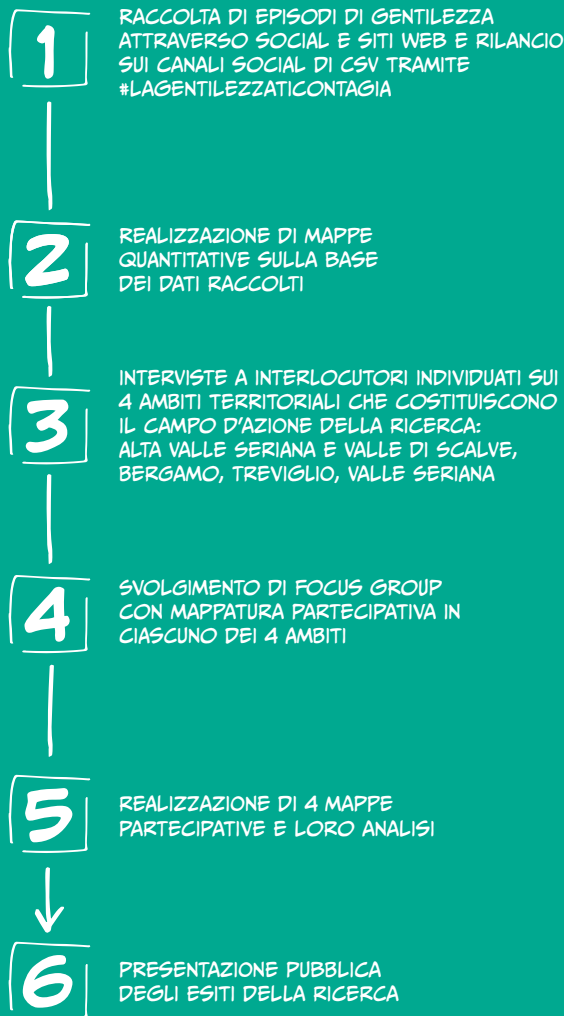 1
RACCOLTA DI EPISODI DI GENTILEZZA
ATTRAVERSO SOCIAL E SITI WEB E RILANCIO
SUI CANALI SOCIAL DI CSV TRAMITE
#LAGENTILEZZATICONTAGIA
2
REALIZZAZIONE DI MAPPE
QUANTITATIVE SULLA BASE
DEI DATI RACCOLTI
3
INTERVISTE A INTERLOCUTORI INDIVIDUATI SUI
4 AMBITI TERRITORIALI CHE COSTITUISCONO
IL CAMPO D'AZIONE DELLA RICERCA:
ALTA VALLE SERIANA E VALLE DI SCALVE,
BERGAMO, TREVIGLIO, VALLE SERIANA
4
SVOLGIMENTO DI FOCUS GROUP
CON MAPPATURA PARTECIPATIVA IN
CIASCUNO DEI 4 AMBITI
5
REALIZZAZIONE DI 4 MAPPE
PARTECIPATIVE E LORO ANALISI
6
PRESENTAZIONE PUBBLICA
DEGLI ESITI DELLA RICERCA